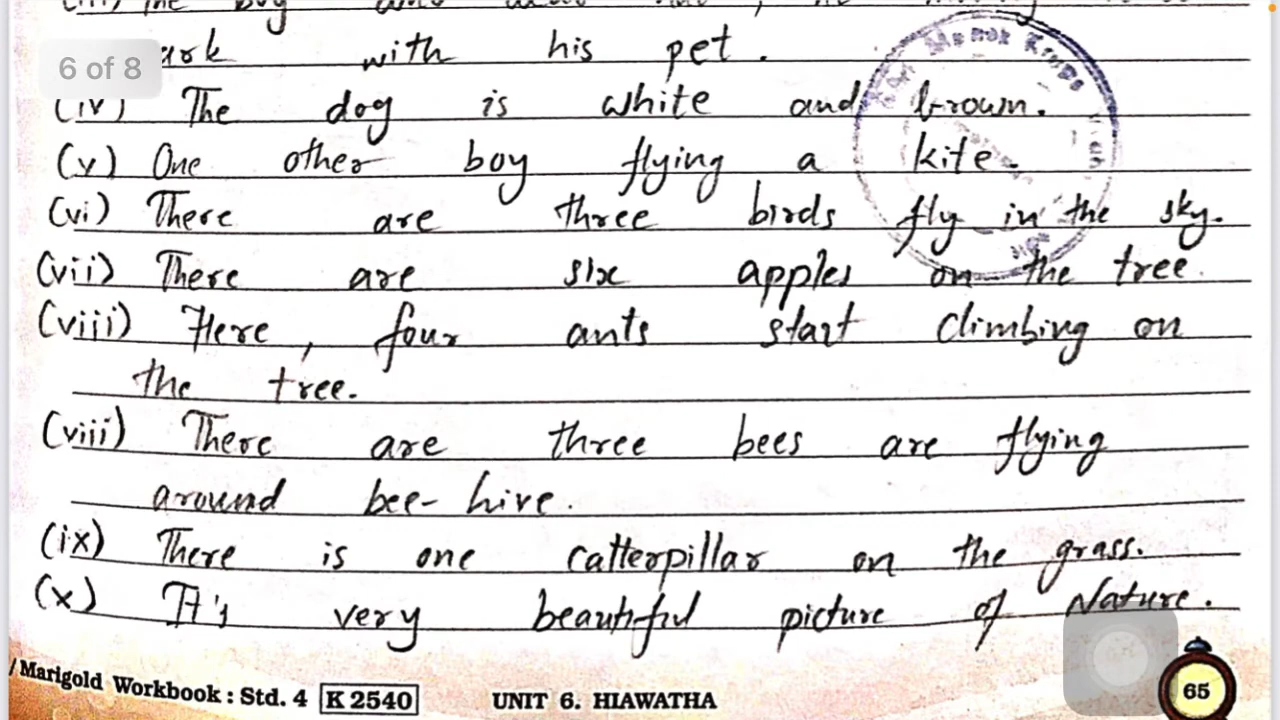 with his pet.
6 of 8
(iv) The dog is white and brown.
(v) One other boy flying a kite.
(vi) There are three birds fly in the sky.
(vii) There are six apples on the tree.
(viii) Here, four ants start climbing on
the tree.
(viii) There are three bees are flying
around bee-hive.
(ix) There is one catterpillar on the grass.
(x) It's very beautiful picture of Nature.
/Marigold Workbook : Std. 4 K 2540 UNIT 6. HIAWATHA 65